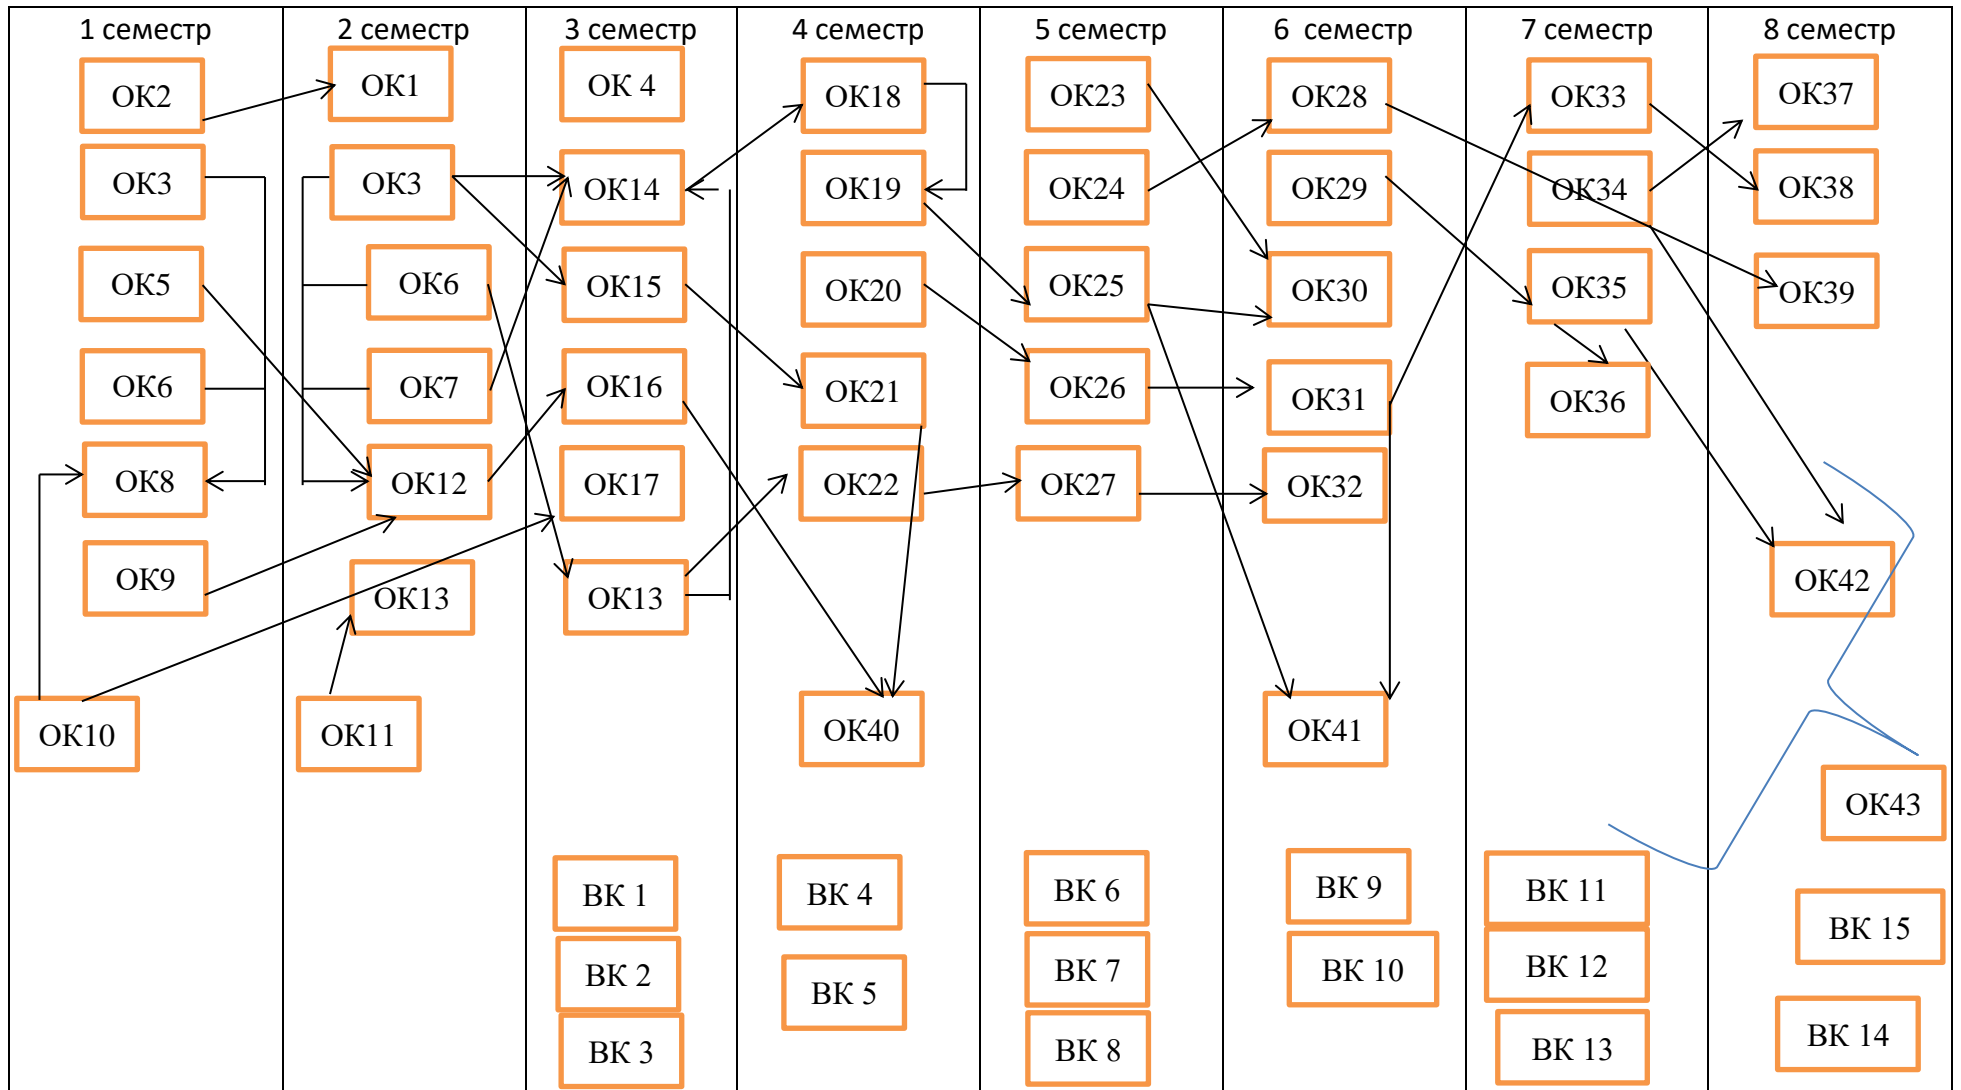 1 семестр
2 семестр
3 семестр
4 семестр
5 семестр
6 семестр
7 семестр
8 семестр
ОК2
ОК3
ОК5
ОК6
ОК8
ОК9
ОК10
ОК1
ОК3
ОК6
ОК7
ОК12
ОК13
ОК11
ОК 4
ОК14
ОК15
ОК16
ОК17
ОК13
ВК 1
ВК 2
ВК 3
ОК18
ОК19
ОК20
ОК21
ОК22
ОК40
ВК 4
ВК 5
ОК23
ОК24
ОК25
ОК26
ОК27
ВК 6
ВК 7
ВК 8
ОК28
ОК29
ОК30
ОК31
ОК32
ОК41
ВК 9
ВК 10
ОК33
ОК34
ОК35
ОК36
ВК 11
ВК 12
ВК 13
ОК37
ОК38
ОК39
ОК42
ОК43
ВК 15
ВК 14